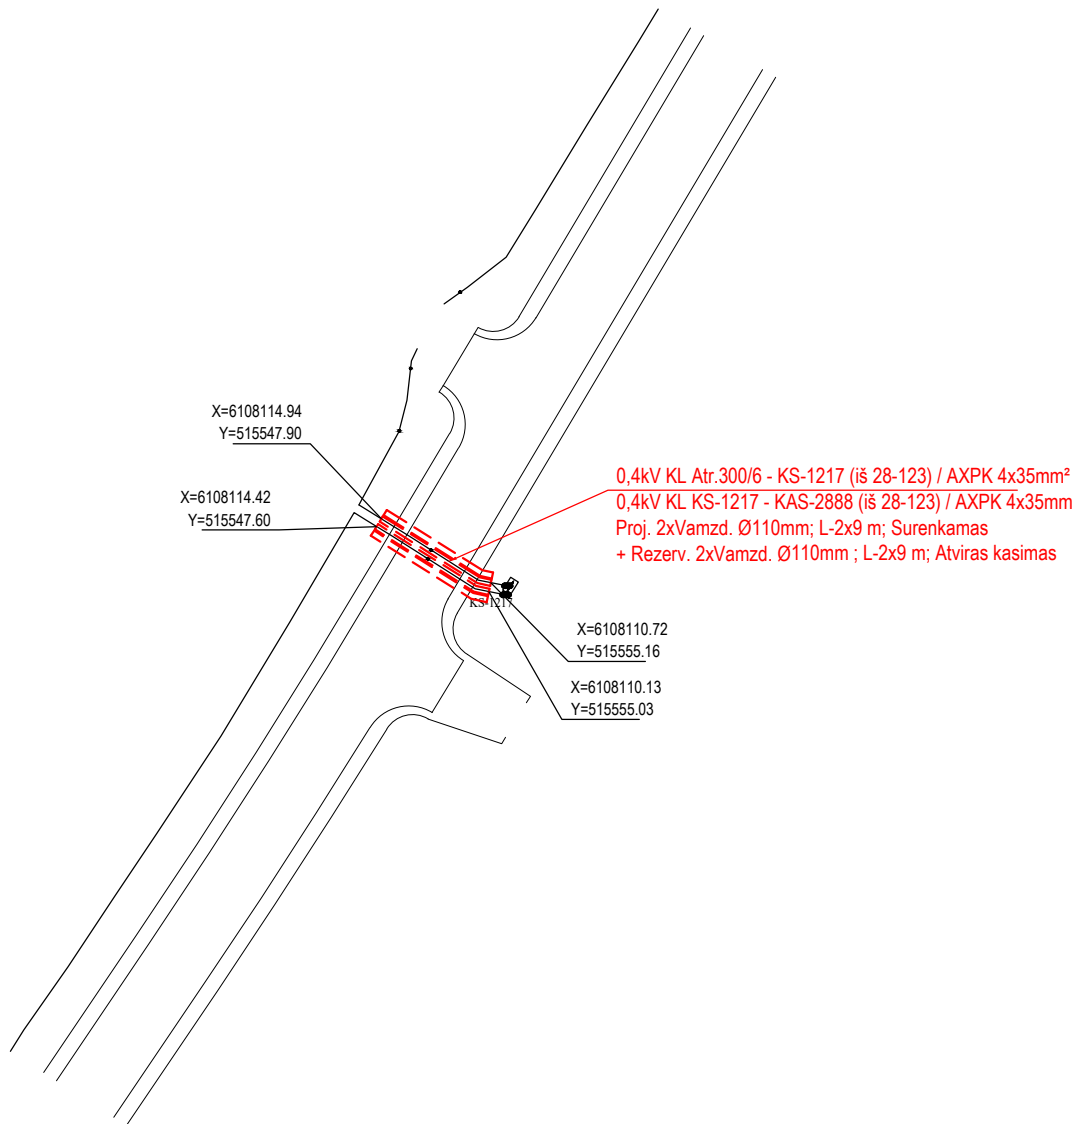 X=6108114.94
Y=515547.90
X=6108114.42
Y=515547.60
0,4kV KL Atr.300/6 - KS-1217 (iš 28-123) / AXPK 4x35mm²
0,4kV KL KS-1217 - KAS-2888 (iš 28-123) / AXPK 4x35mm
Proj. 2xVamzd. Ø110mm; L-2x9 m; Surenkamas
+ Rezerv. 2xVamzd. Ø110mm ; L-2x9 m; Atviras kasimas
KS-1217
X=6108110.72
Y=515555.16
X=6108110.13
Y=515555.03